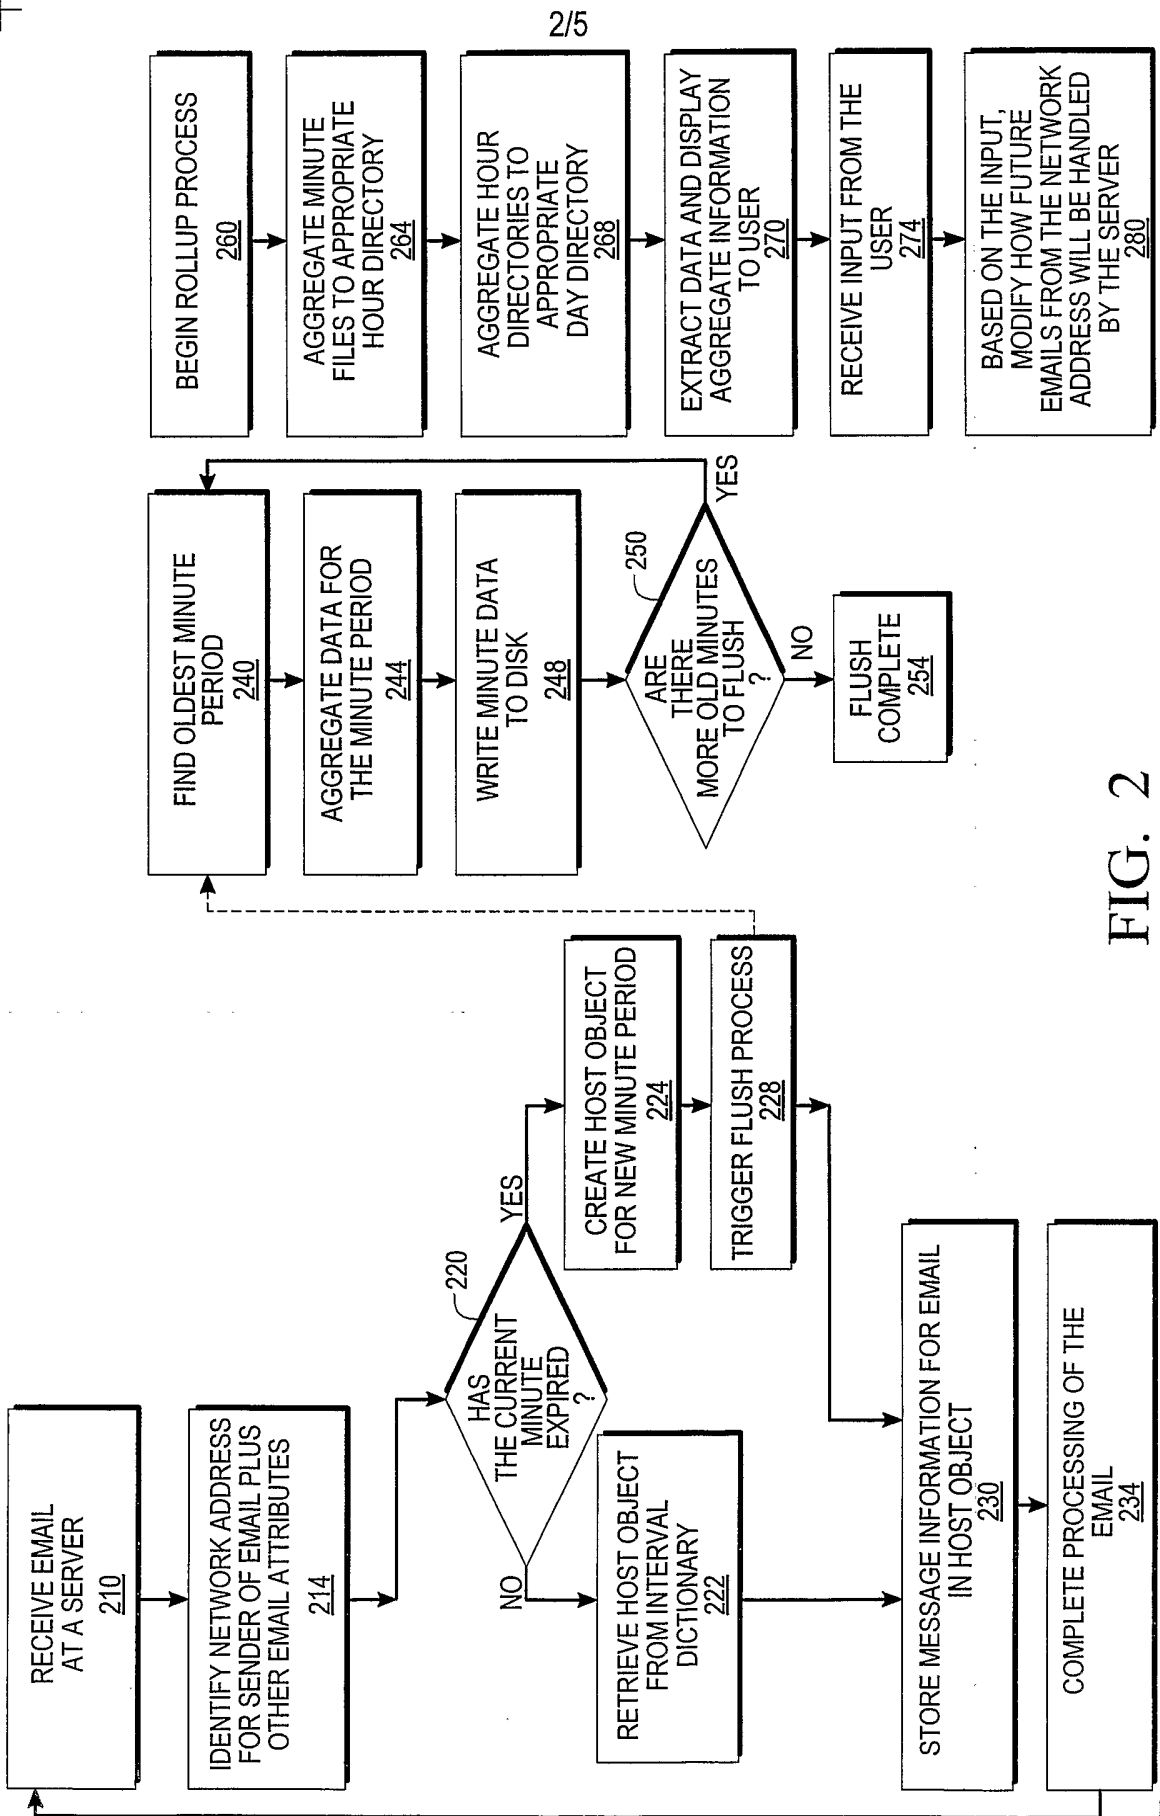 2/5
RECEIVE EMAIL
AT A SERVER
210
IDENTIFY NETWORK ADDRESS
FOR SENDER OF EMAIL PLUS
OTHER EMAIL ATTRIBUTES
214
HAS
THE CURRENT
MINUTE
EXPIRED
?
220
NO
YES
RETRIEVE HOST OBJECT
FROM INTERVAL
DICTIONARY
222
CREATE HOST OBJECT
FOR NEW MINUTE PERIOD
224
TRIGGER FLUSH PROCESS
228
STORE MESSAGE INFORMATION FOR EMAIL
IN HOST OBJECT
230
COMPLETE PROCESSING OF THE
EMAIL
234
FIND OLDEST MINUTE
PERIOD
240
AGGREGATE DATA FOR
THE MINUTE PERIOD
244
WRITE MINUTE DATA
TO DISK
248
ARE
THERE
MORE OLD MINUTES
TO FLUSH
?
250
YES
NO
FLUSH
COMPLETE
254
BEGIN ROLLUP PROCESS
260
AGGREGATE MINUTE
FILES TO APPROPRIATE
HOUR DIRECTORY
264
AGGREGATE HOUR
DIRECTORIES TO
APPROPRIATE
DAY DIRECTORY
268
EXTRACT DATA AND DISPLAY
AGGREGATE INFORMATION
TO USER
270
RECEIVE INPUT FROM THE
USER
274
BASED ON THE INPUT,
MODIFY HOW FUTURE
EMAILS FROM THE NETWORK
ADDRESS WILL BE HANDLED
BY THE SERVER
280
FIG. 2